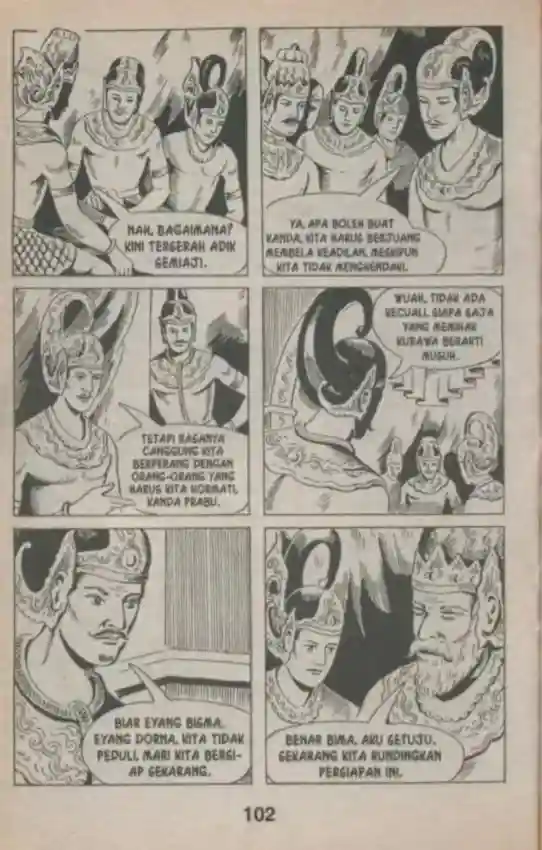 NAH, BAGAIMANA?
KINI TERSERAH ADIK
SEMIAJI.
YA, APA BOLEH BUAT
KANDA, KITA HARUS BERJUANG
MEMBELA KEADILAN, MESKIPUN
KITA TIDAK MENGHENDAKI.
TETAPI RASANYA
CANGGUNG KITA
BERPERANG DENGAN
ORANG-ORANG YANG
HARUS KITA HORMATI,
KANDA PRABU.
WUAH, TIDAK ADA
KECUALI, SIAPA SAJA
YANG MEMIHAK
KURAWA BERARTI
MUSUH.
BIAR EYANG BISMA,
EYANG DORNA, KITA TIDAK
PEDULI, MARI KITA BERSI-
AP SEKARANG.
BENAR BIMA, AKU SETUJU,
SEKARANG KITA RUNDINGKAN
PERSIAPAN INI.
102